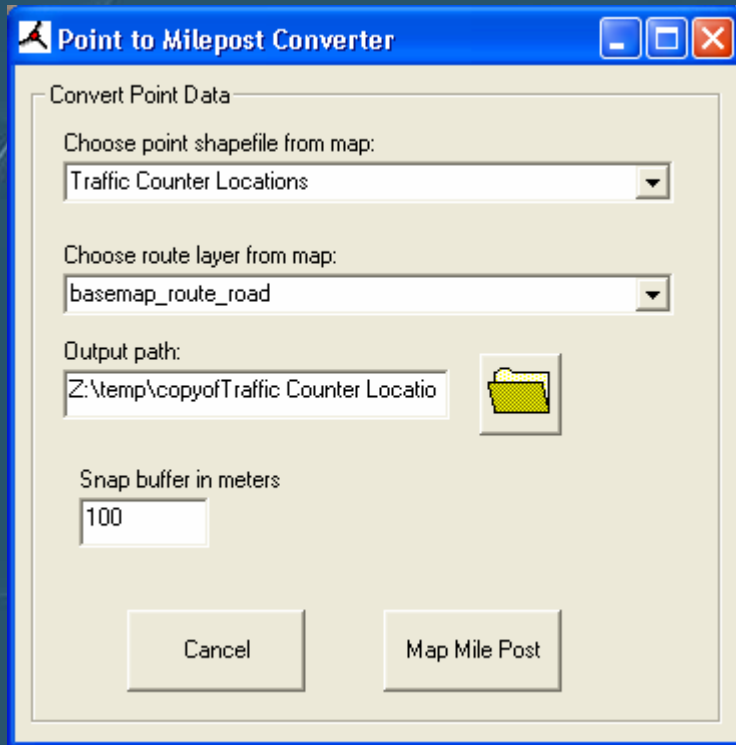 Point to Milepost Converter
Convert Point Data
Choose point shapefile from map:
Traffic Counter Locations
Choose route layer from map:
basemap_route_road
Output path:
Z:\temp\copyofTraffic Counter Locatio
Snap buffer in meters
100
Cancel
Map Mile Post